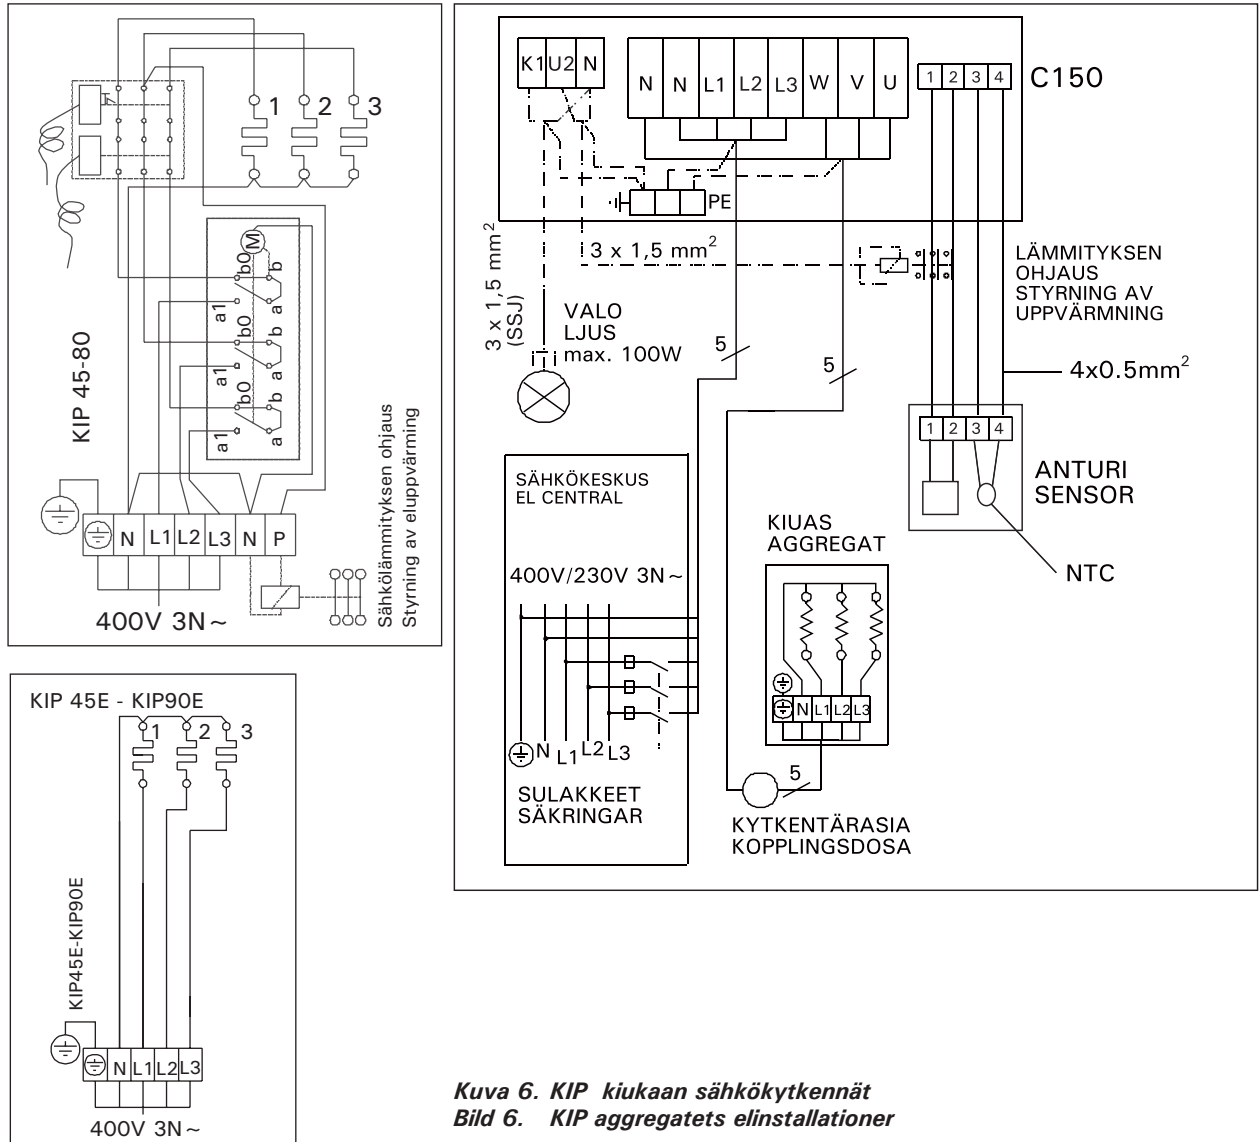 1 2 3
M
b0 b
a1 a
b0 b
a1 a
b0 b
a1 a
KIP 45-80
N L1 L2 L3 N P
400V 3N~
Sähkölämmityksen ohjaus
Styrning av eluppvärming
KIP 45E - KIP90E
1 2 3
KIP45E-KIP90E
N L1 L2 L3
400V 3N~
K1 U2 N
N N L1 L2 L3 W V U
1 2 3 4
C150
PE
3 x 1,5 mm²
(SSJ)
3 x 1,5 mm²
VALO
LJUS
max. 100W
5
5
LÄMMITYKSEN
OHJAUS
STYRNING AV
UPPVÄRMNING
4x0.5mm²
1 2 3 4
ANTURI
SENSOR
NTC
SÄHKÖKESKUS
EL CENTRAL
400V/230V 3N~
N L1 L2 L3
SULAKKEET
SÄKRINGAR
KIUAS
AGGREGAT
N L1 L2 L3
5
KYTKENTÄRASIA
KOPPLINGSDOSA
Kuva 6. KIP kiukaan sähkökytkennät
Bild 6. KIP aggregatets elinstallationer